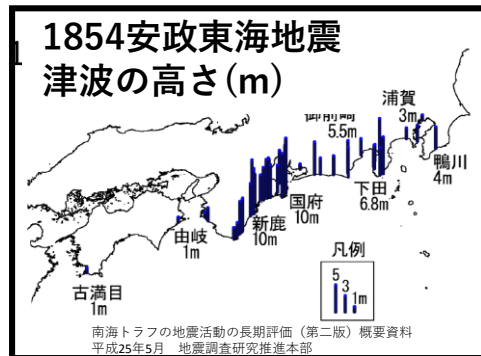 1854安政東海地震
津波の高さ(m)
浦賀
3m
御前崎
5.5m
鴨川
4m
下田
6.8m
国府
10m
新鹿
10m
由岐
1m
古満目
1m
凡例
5
3
1m
南海トラフの地震活動の長期評価（第二版）概要資料
平成25年5月　地震調査研究推進本部